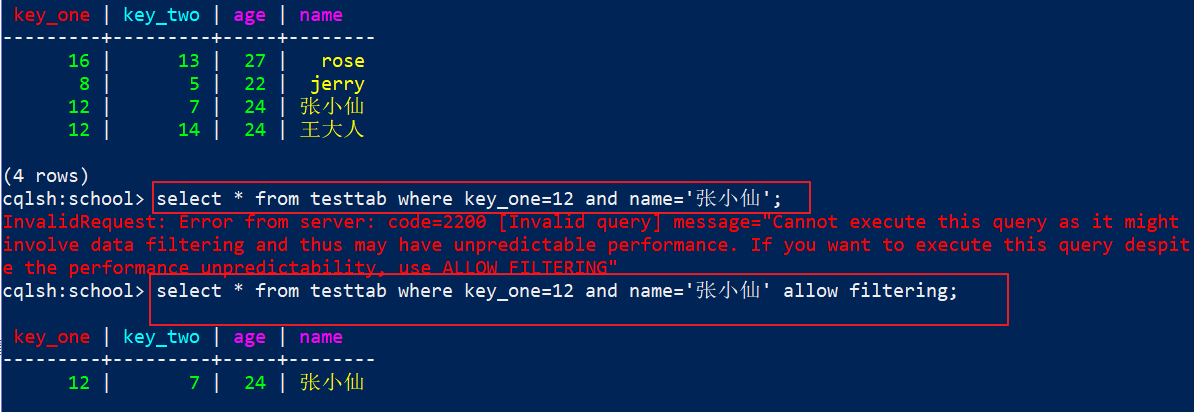 key_one | key_two | age | name
---------+---------+-----+--------
16 | 13 | 27 | rose
8 | 5 | 22 | jerry
12 | 7 | 24 | 张小仙
12 | 14 | 24 | 王大人
(4 rows)
cqlsh:school> select * from testtab where key_one=12 and name='张小仙';
InvalidRequest: Error from server: code=2200 [Invalid query] message="Cannot execute this query as it might
involve data filtering and thus may have unpredictable performance. If you want to execute this query despit
e the performance unpredictability, use ALLOW FILTERING"
cqlsh:school> select * from testtab where key_one=12 and name='张小仙' allow filtering;
key_one | key_two | age | name
---------+---------+-----+--------
12 | 7 | 24 | 张小仙